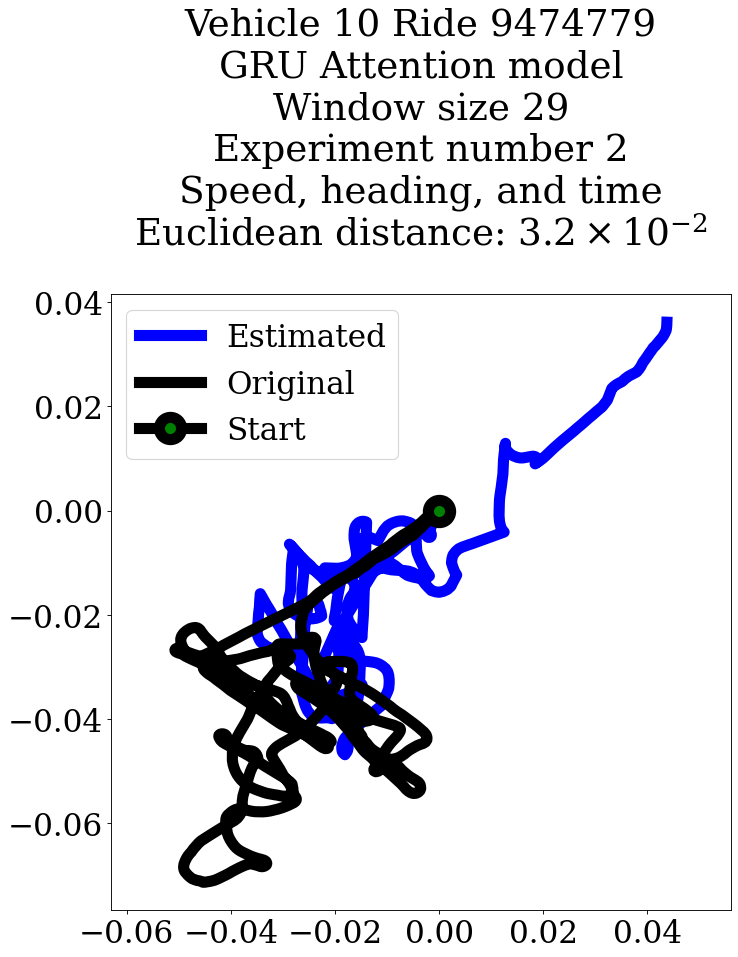 Vehicle 10 Ride 9474779
GRU Attention model
Window size 29
Experiment number 2
Speed, heading, and time
Euclidean distance: 3.2 × 10⁻²
0.04
0.02
0.00
−0.02
−0.04
−0.06
Estimated
Original
Start
−0.06 −0.04 −0.02 0.00 0.02 0.04